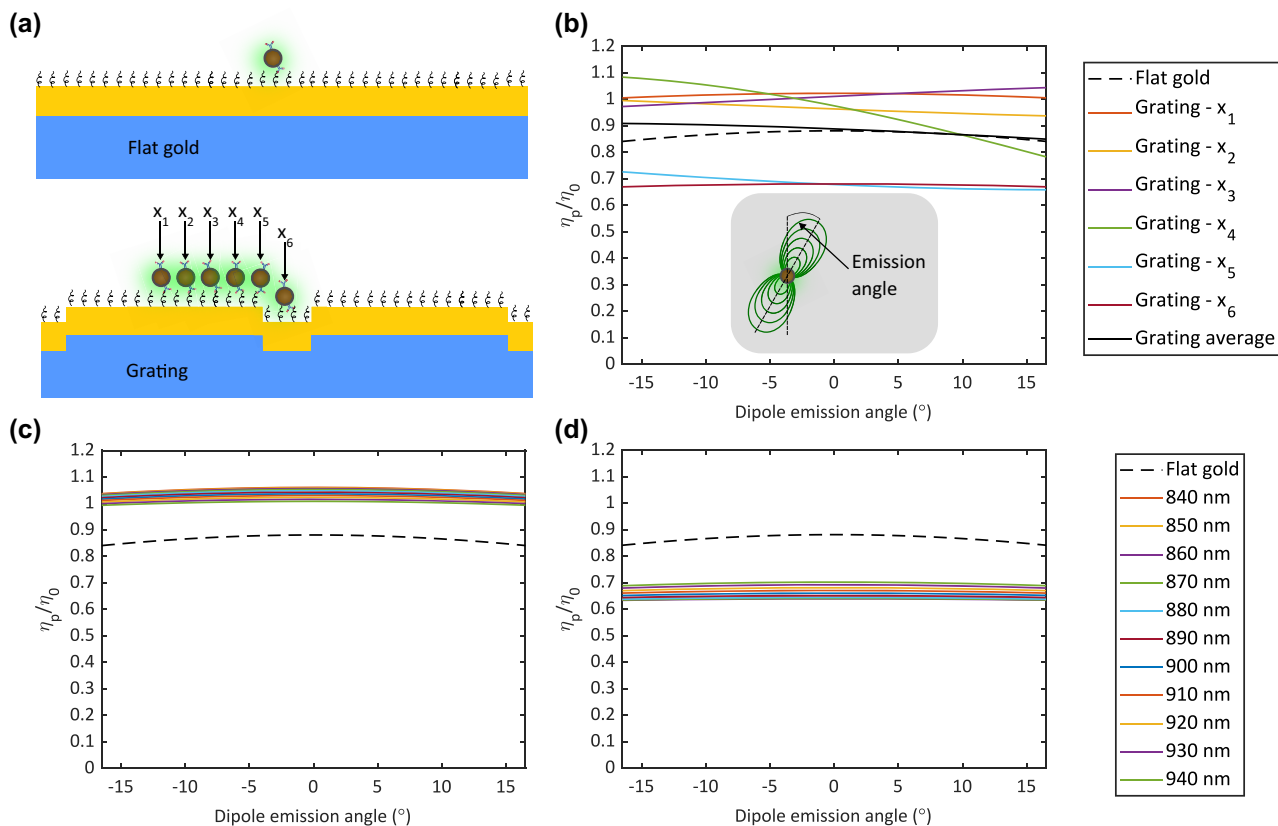 (a)
Flat gold
x1 x2 x3 x4 x5 x6
Grating
(b)
1.2
1.1
1
0.9
0.8
0.7
0.6
0.5
0.4
0.3
0.2
0.1
0
ηp/η0
Emission
angle
-15 -10 -5 0 5 10 15
Dipole emission angle (°)
Flat gold
Grating - x1
Grating - x2
Grating - x3
Grating - x4
Grating - x5
Grating - x6
Grating average
(c)
1.2
1.1
1
0.9
0.8
0.7
0.6
0.5
0.4
0.3
0.2
0.1
0
ηp/η0
-15 -10 -5 0 5 10 15
Dipole emission angle (°)
(d)
1.2
1.1
1
0.9
0.8
0.7
0.6
0.5
0.4
0.3
0.2
0.1
0
ηp/η0
-15 -10 -5 0 5 10 15
Dipole emission angle (°)
Flat gold
840 nm
850 nm
860 nm
870 nm
880 nm
890 nm
900 nm
910 nm
920 nm
930 nm
940 nm